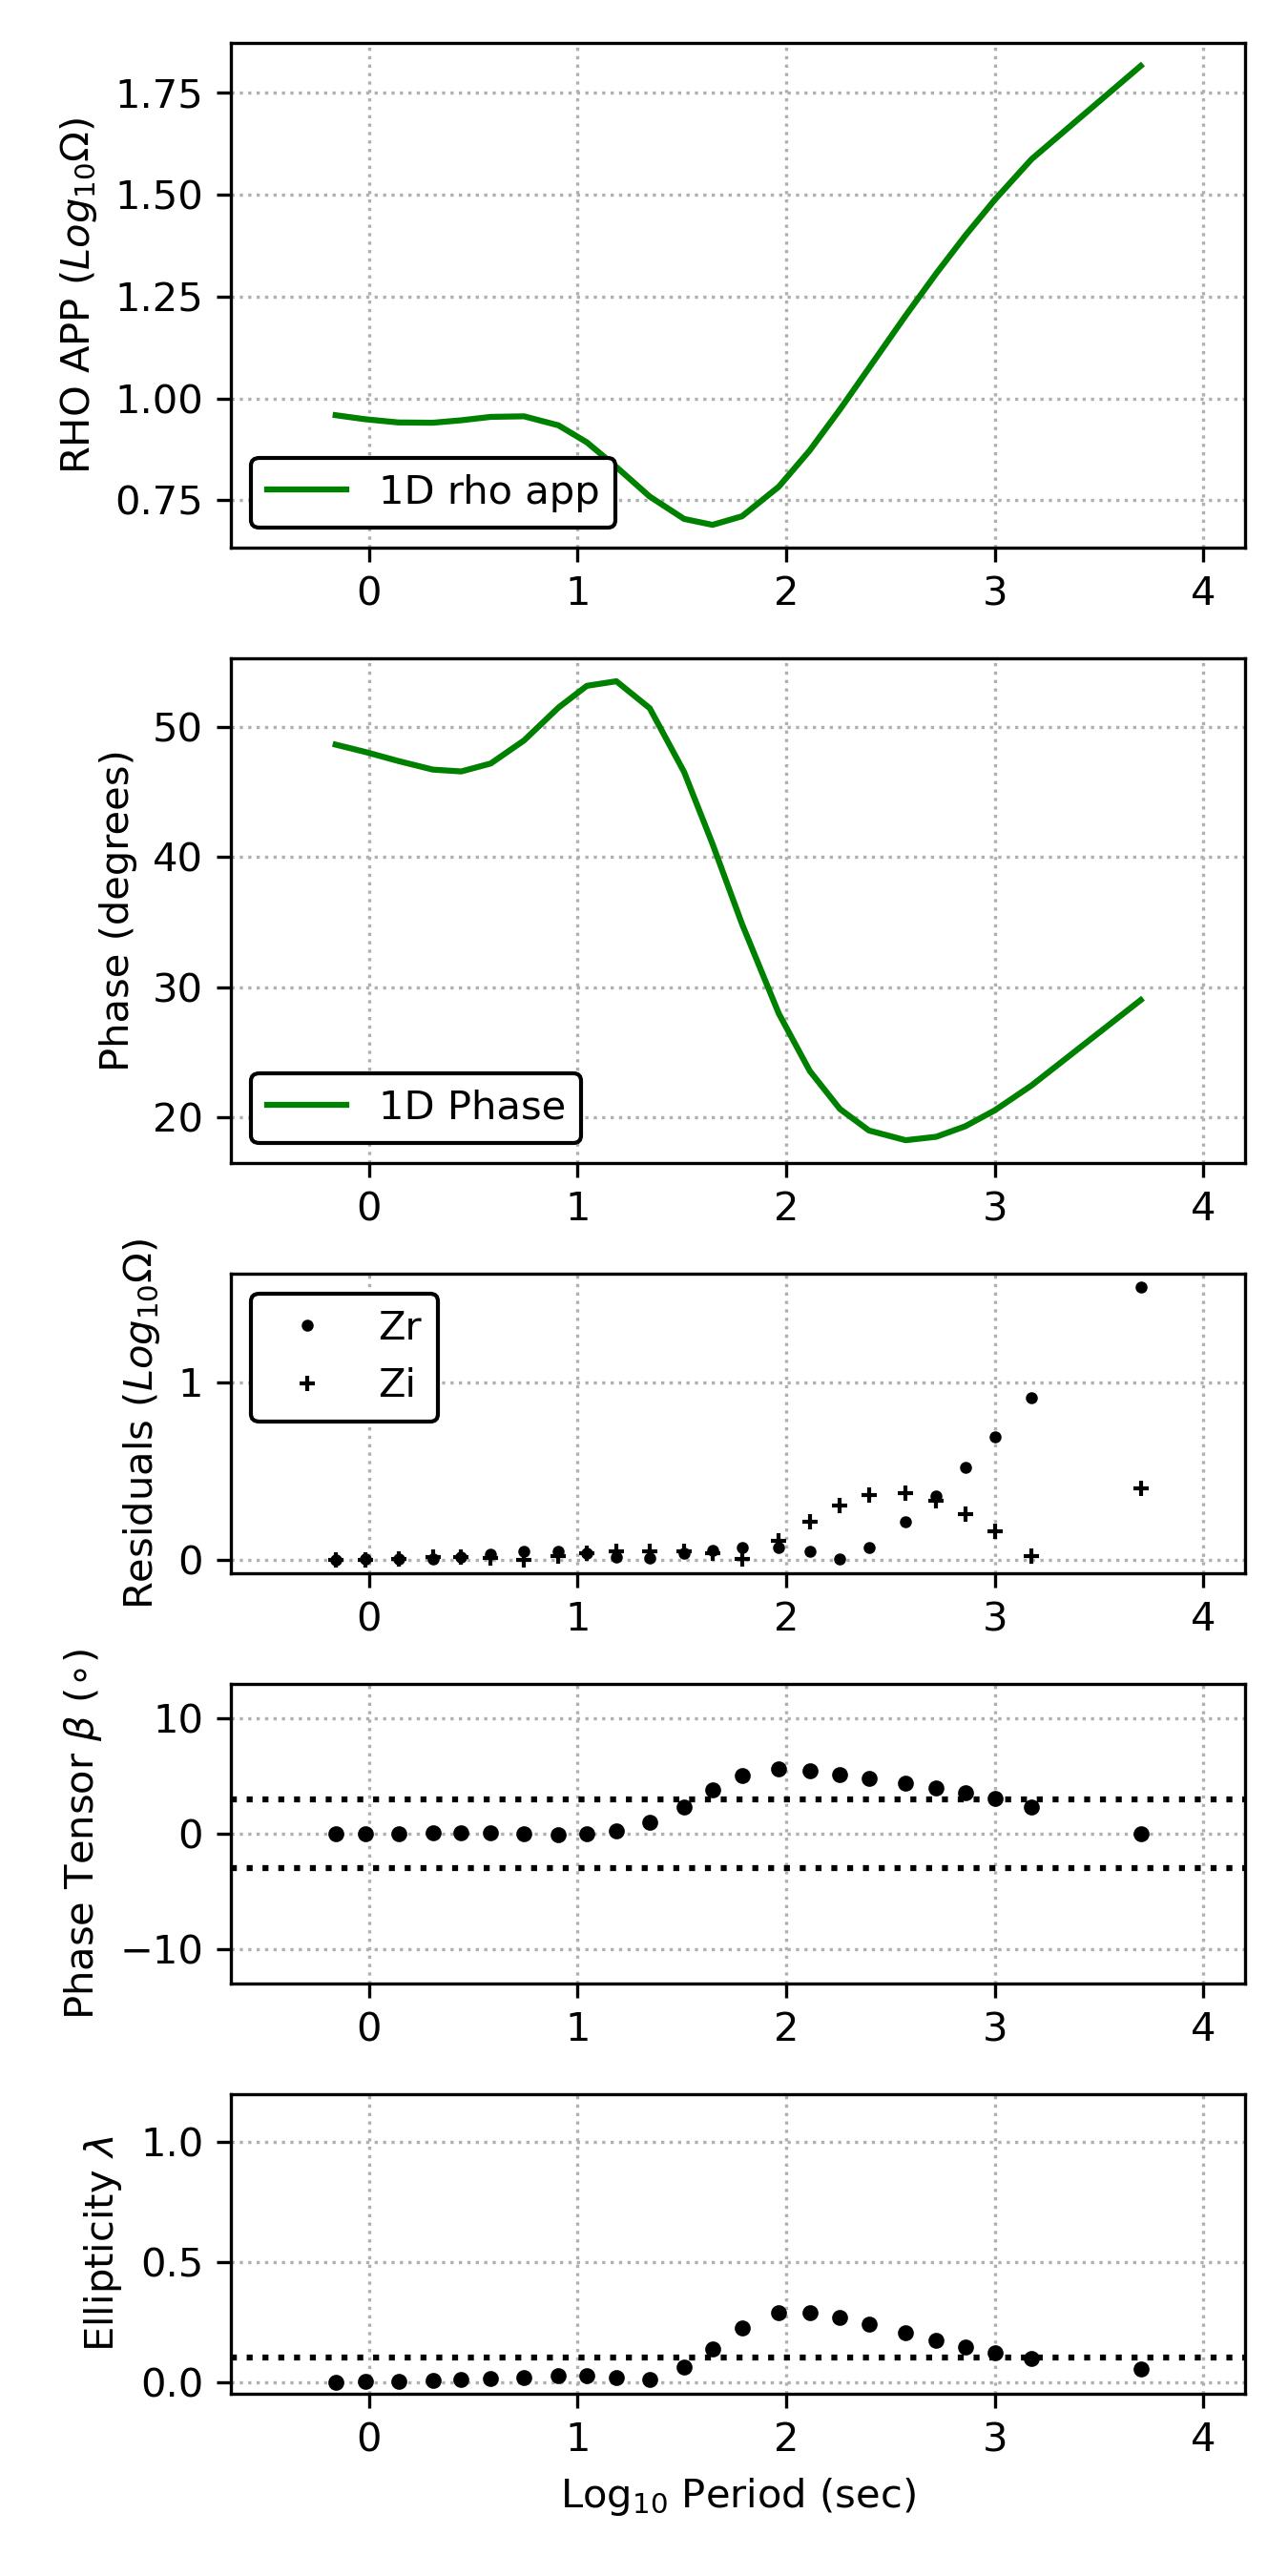 RHO APP (Log₁₀Ω)
1.75
1.50
1.25
1.00
0.75
1D rho app
0 1 2 3 4
Phase (degrees)
50
40
30
20
1D Phase
0 1 2 3 4
Residuals (Log₁₀Ω)
1
0
Zr
Zi
0 1 2 3 4
Phase Tensor β (∘)
10
0
−10
0 1 2 3 4
Ellipticity λ
1.0
0.5
0.0
0 1 2 3 4
Log₁₀ Period (sec)